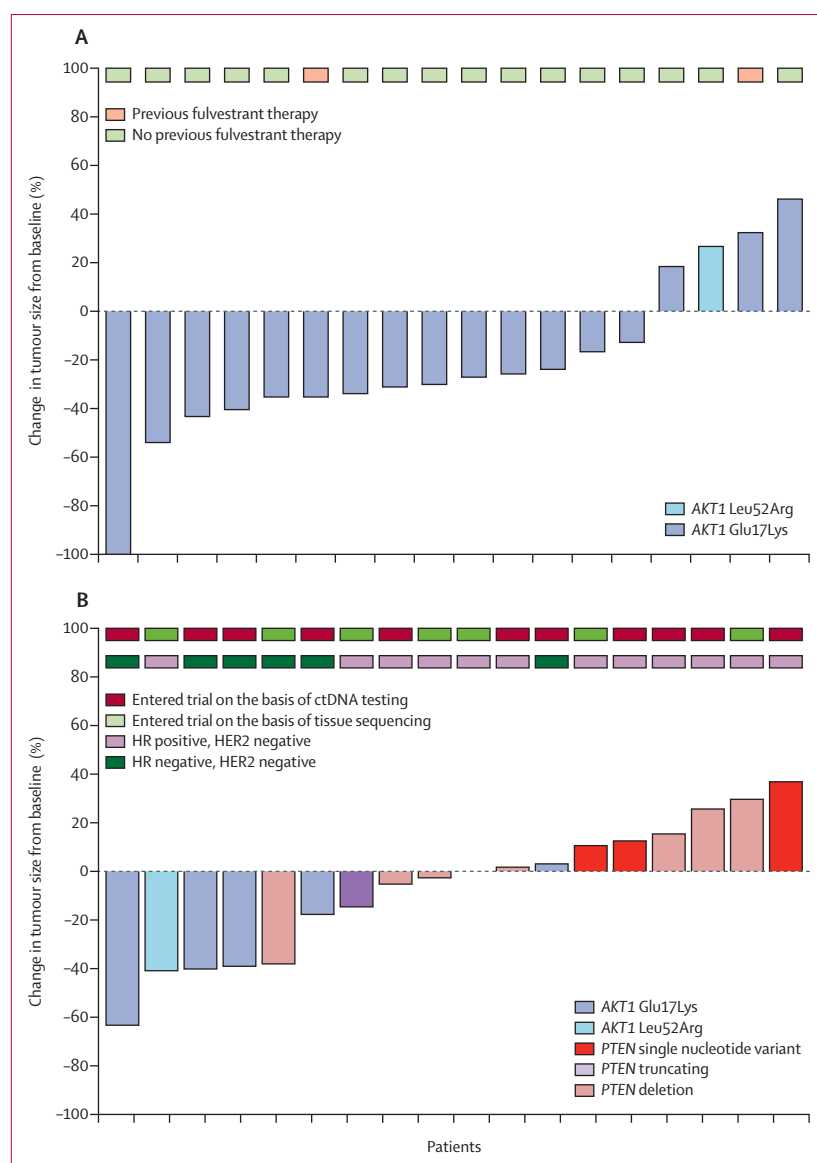 A
100
80
60
40
20
0
–20
–40
–60
–80
–100
Change in tumour size from baseline (%)
Previous fulvestrant therapy
No previous fulvestrant therapy
AKT1 Leu52Arg
AKT1 Glu17Lys
B
100
80
60
40
20
0
–20
–40
–60
–80
–100
Change in tumour size from baseline (%)
Entered trial on the basis of ctDNA testing
Entered trial on the basis of tissue sequencing
HR positive, HER2 negative
HR negative, HER2 negative
AKT1 Glu17Lys
AKT1 Leu52Arg
PTEN single nucleotide variant
PTEN truncating
PTEN deletion
Patients